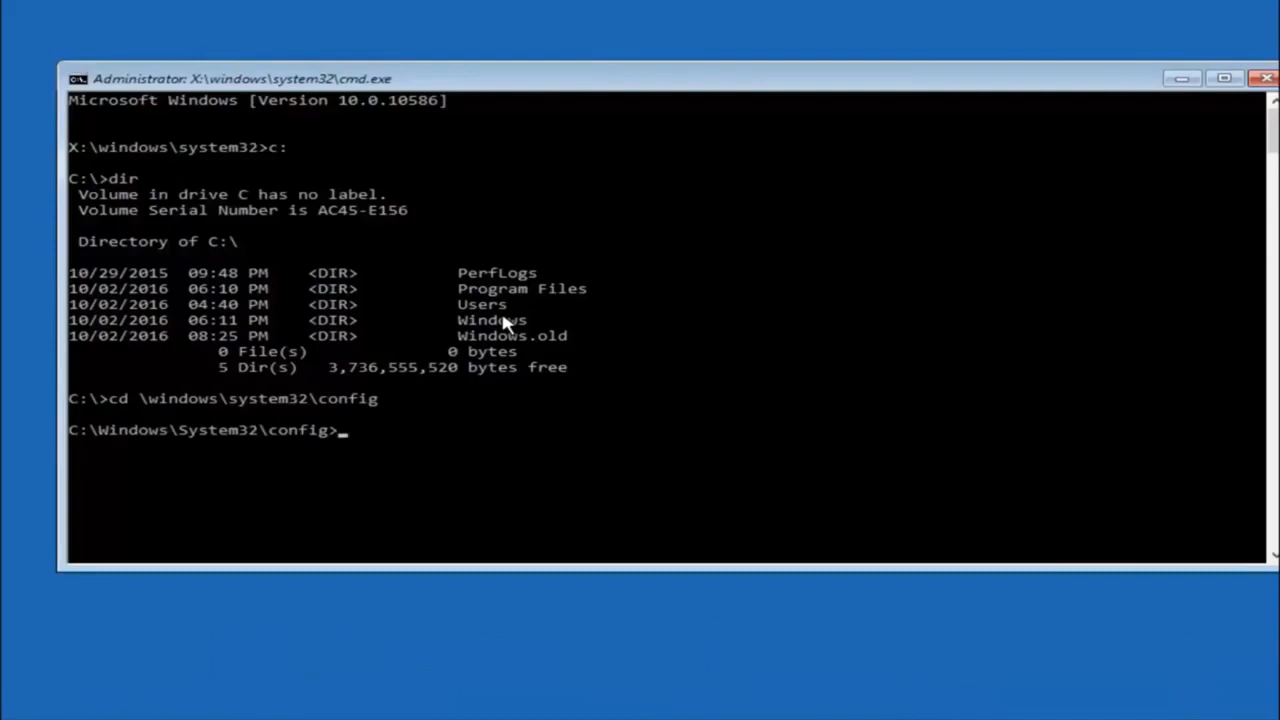 Administrator: X:\windows\system32\cmd.exe
Microsoft Windows [Version 10.0.10586]
X:\windows\system32>c:
C:\>dir
Volume in drive C has no label.
Volume Serial Number is AC45-E156
Directory of C:\
10/29/2015 09:48 PM <DIR> PerfLogs
10/02/2016 06:10 PM <DIR> Program Files
10/02/2016 04:40 PM <DIR> Users
10/02/2016 06:11 PM <DIR> Windows
10/02/2016 08:25 PM <DIR> Windows.old
0 File(s) 0 bytes
5 Dir(s) 3,736,555,520 bytes free
C:\>cd \windows\system32\config
C:\Windows\System32\config>_